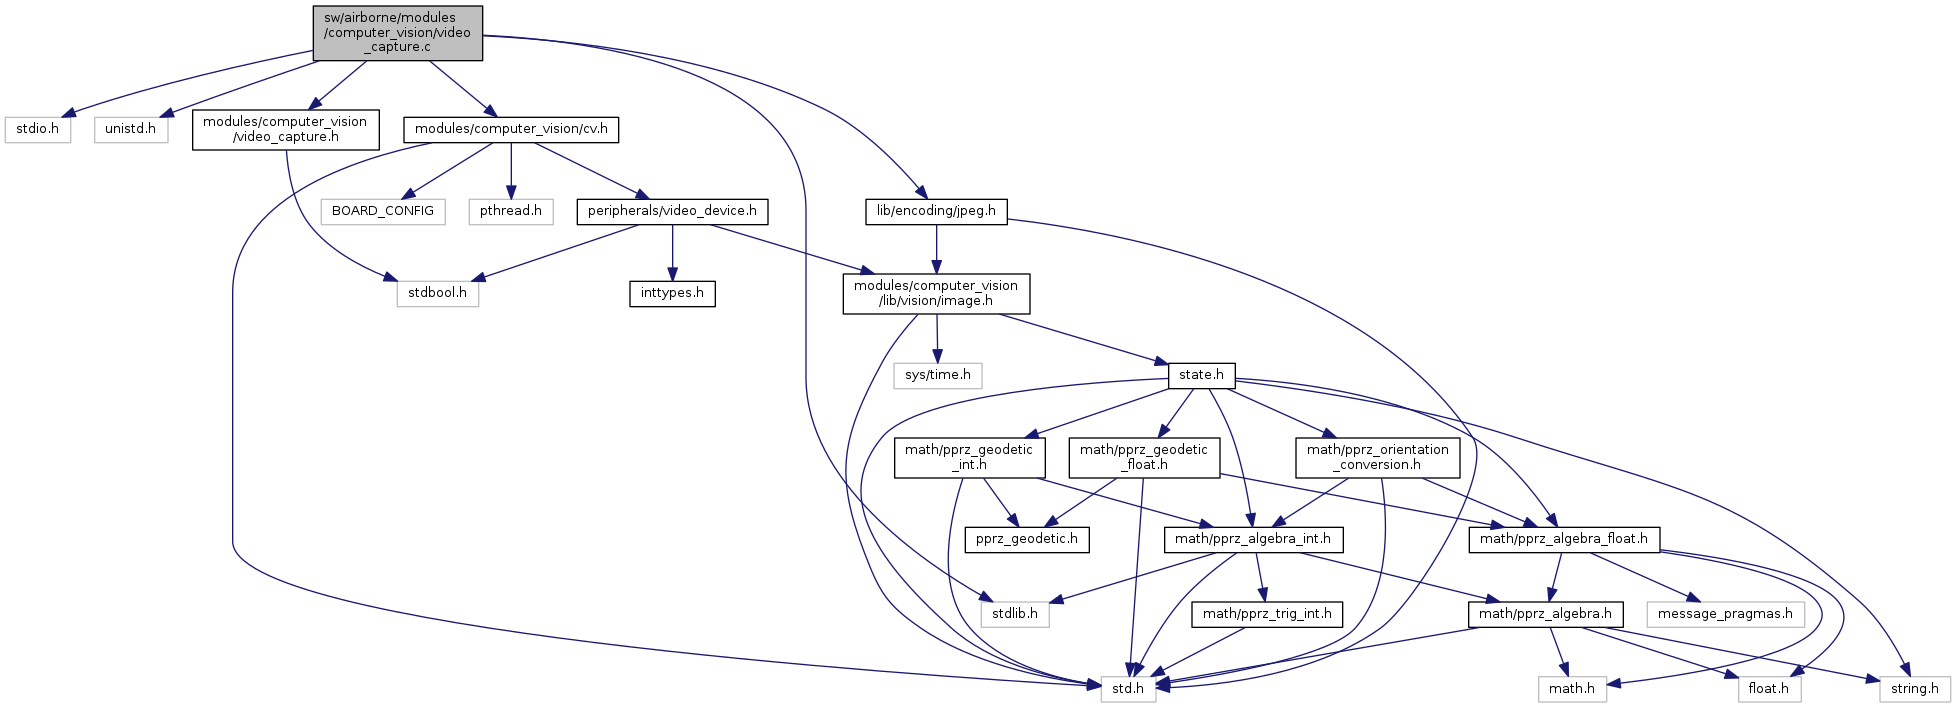 sw/airborne/modules
/computer_vision/video
_capture.c
stdio.h
unistd.h
modules/computer_vision
/video_capture.h
modules/computer_vision/cv.h
BOARD_CONFIG
pthread.h
peripherals/video_device.h
lib/encoding/jpeg.h
stdbool.h
inttypes.h
modules/computer_vision
/lib/vision/image.h
sys/time.h
state.h
math/pprz_geodetic
_int.h
math/pprz_geodetic
_float.h
math/pprz_orientation
_conversion.h
pprz_geodetic.h
math/pprz_algebra_int.h
math/pprz_algebra_float.h
stdlib.h
math/pprz_trig_int.h
math/pprz_algebra.h
message_pragmas.h
std.h
math.h
float.h
string.h